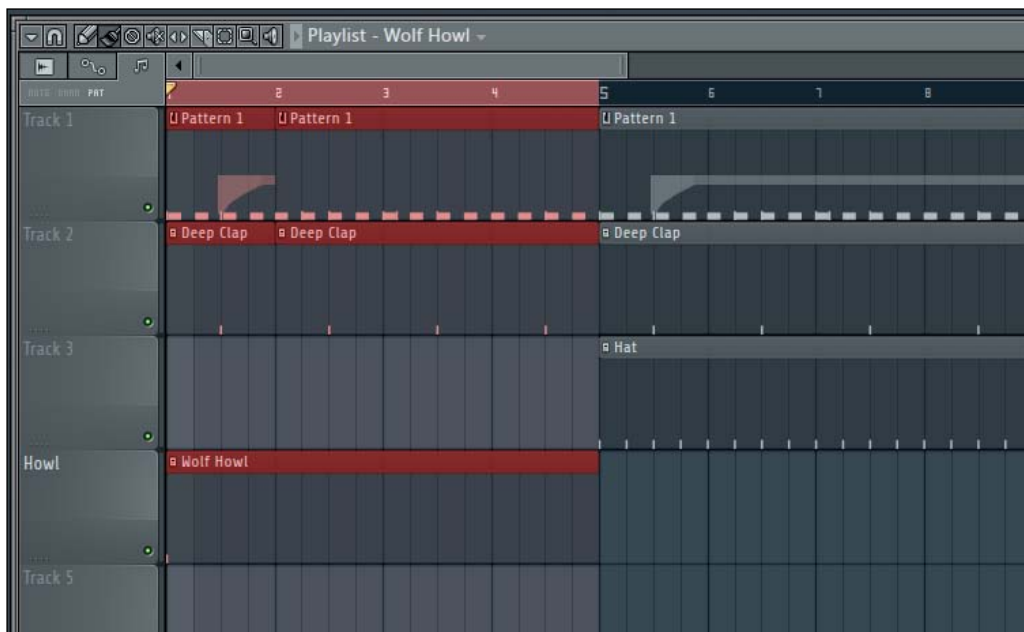 Playlist - Wolf Howl
PAT
2 3 4 5 6 7 8
Track 1 Pattern 1 Pattern 1 Pattern 1
Track 2 Deep Clap Deep Clap Deep Clap
Track 3 Hat
Howl Wolf Howl
Track 5